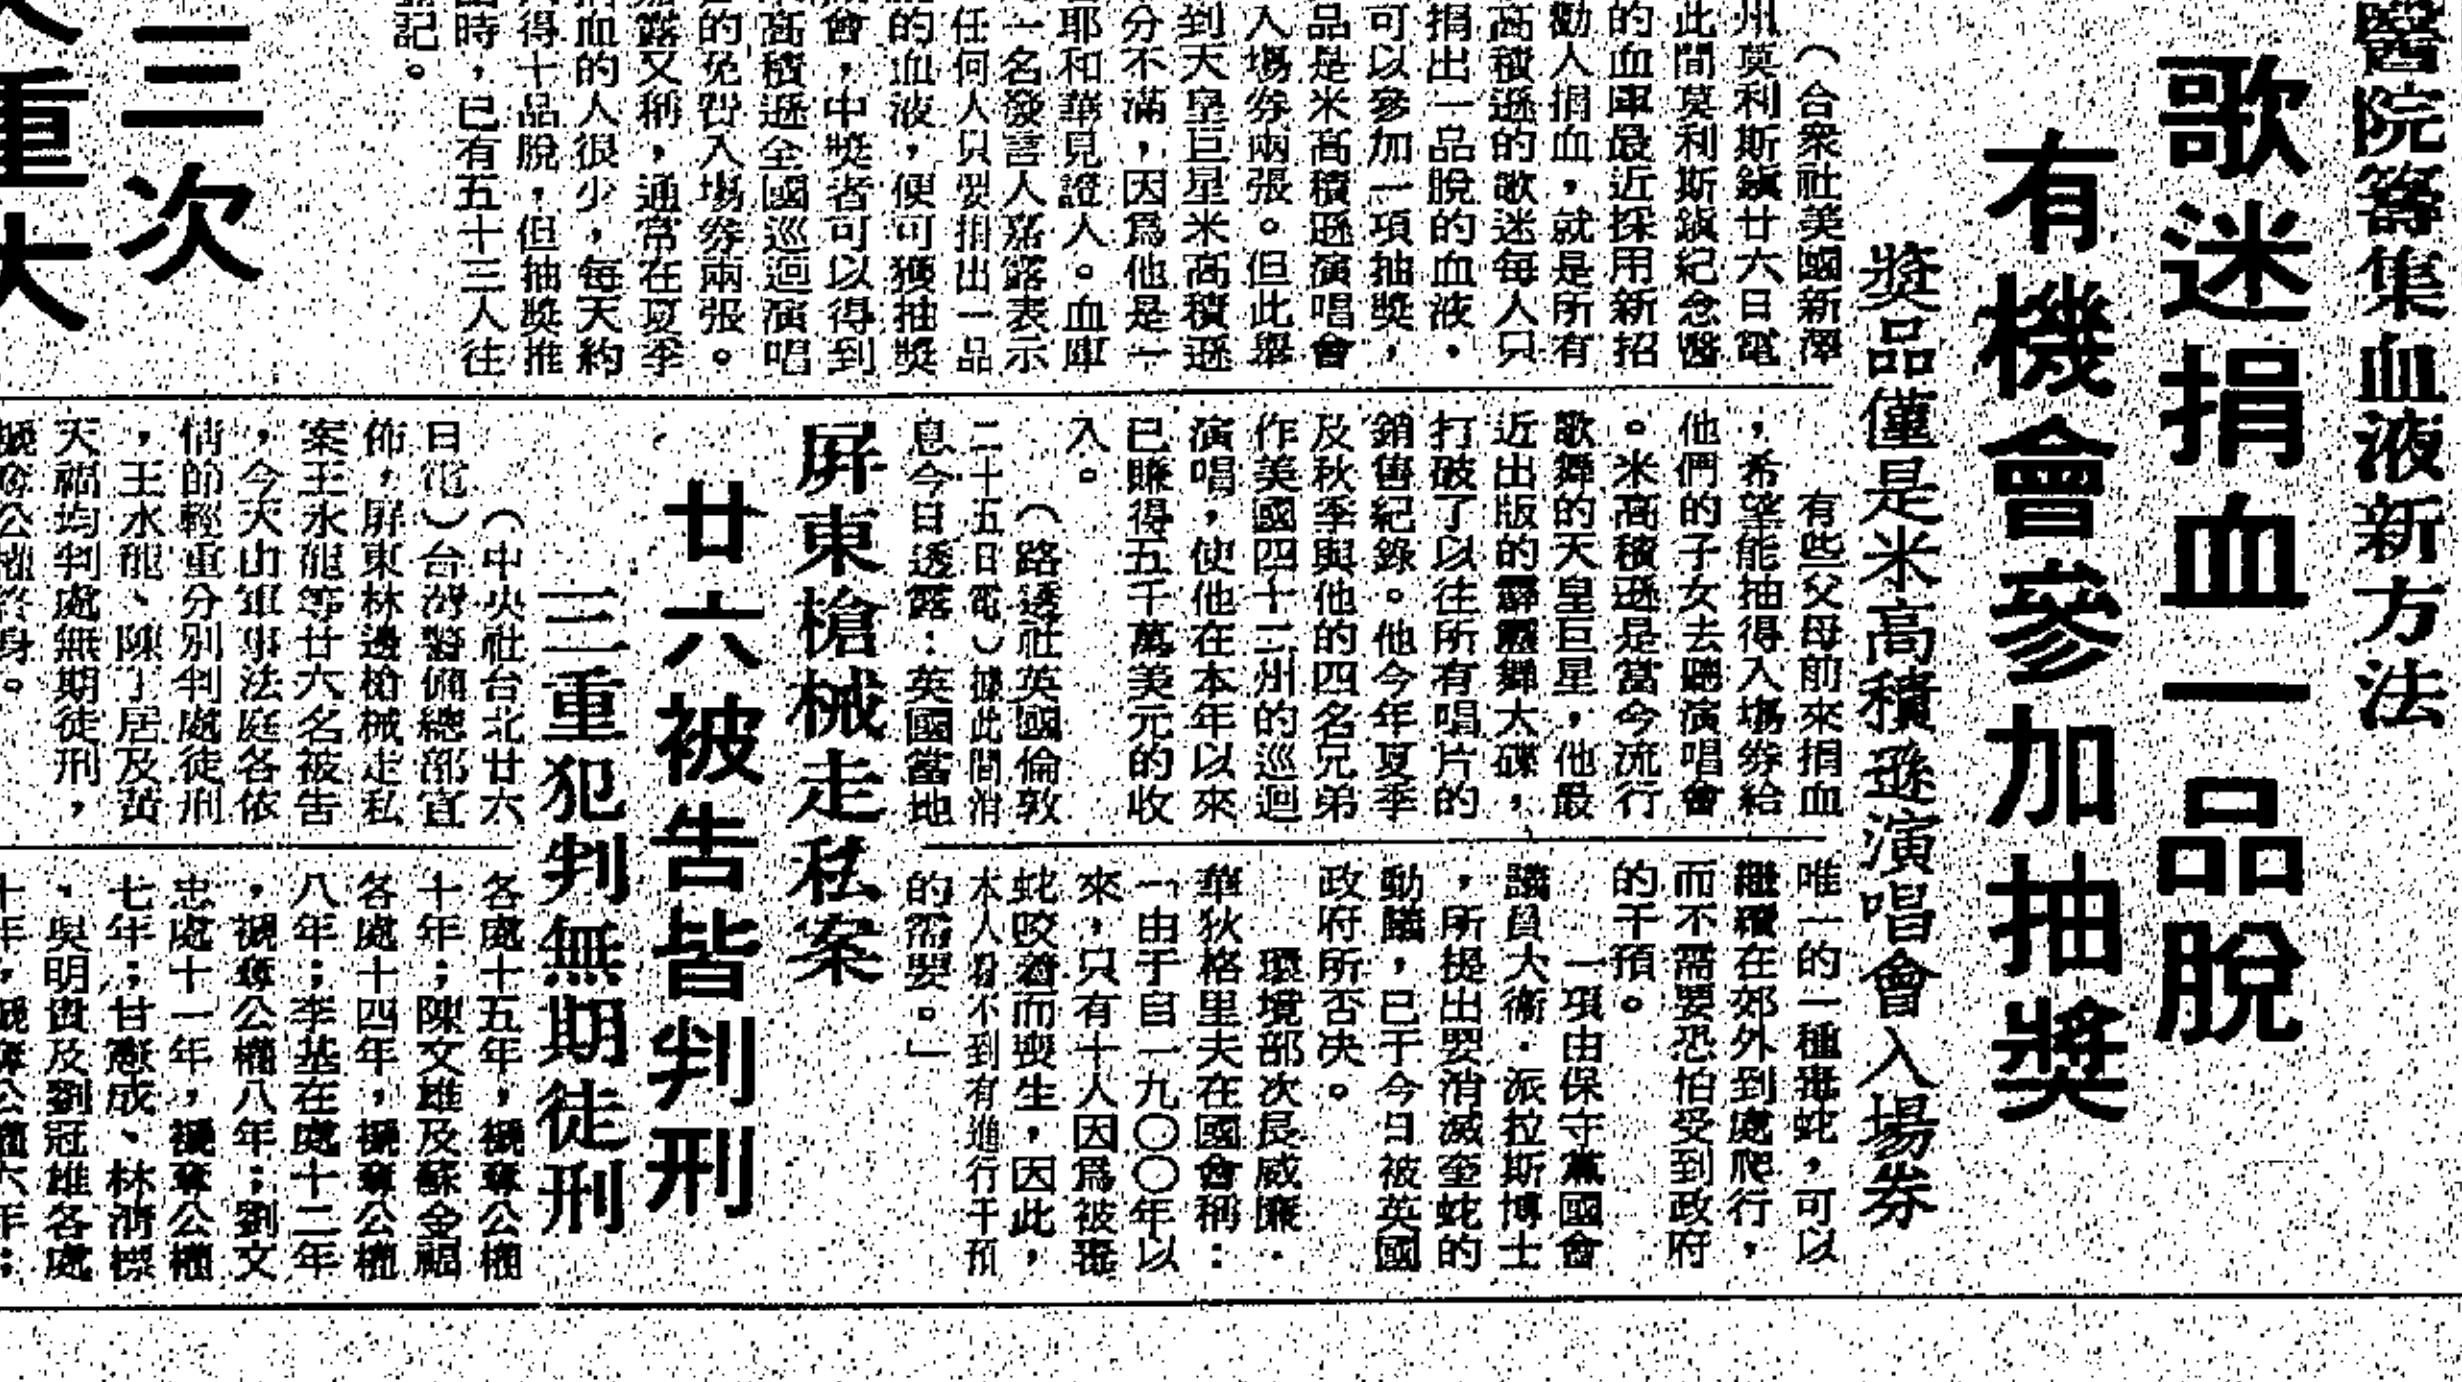 醫院籌集血液新方法
歌迷捐血一品脫
有機會參加抽獎
獎品僅是米高積遜演唱會入場券
（合衆社美國新澤
州莫利斯鎮廿六日電
此間莫利斯鎮紀念醫
的血庫最近採用新招
勸人捐血，就是所有
高積遜的歌迷每人只
捐出一品脫的血液，
可以參加一項抽獎，
品是米高積遜演唱會
入場券兩張。但此舉
到天皇巨星米高積遜
分不滿，因爲他是一
耶和華見證人。血庫
一名發言人嘉露表示
任何人只要捐出一品
的血液，便可獲抽獎
會，中獎者可以得到
高積遜全國巡迴演唱
的免費入場券兩張。
嘉露又稱，通常在夏季
捐血的人很少，每天約
得十品脫，但抽獎推
時，已有五十三人往
記。
有些父母前來捐血
，希望能抽得入場券給
他們的子女去聽演唱會
。米高積遜是當今流行
歌舞的天皇巨星，他最
近出版的霹靂舞大碟，
打破了以往所有唱片的
銷售紀錄。他今年夏季
及秋季與他的四名兄弟
作美國四十二州的巡迴
演唱，使他在本年以來
已賺得五千萬美元的收
入。
（路透社英國倫敦
二十五日電）據此間消
息今日透露：英國當地
唯一的一種毒蛇，可以
繼續在郊外到處爬行，
而不需要恐怕受到政府
的干預。
一項由保守黨國會
議員大衛·派拉斯博士
，所提出要消滅奎蛇的
動議，已于今日被英國
政府所否决。
環境部次長威廉·
華狄格里夫在國會稱：
「由于自一九〇〇年以
來，只有十人因爲被毒
蛇咬着而喪生，因此，
本人看不到有進行干預
的需要。」
屏東槍械走私案
廿六被告皆判刑
三重犯判無期徒刑
（中央社台北廿六
日電）台灣警備總部宣
佈，屏東林邊槍械走私
案王水龍等廿六名被告
，今天由軍事法庭各依
情節輕重分別判處徒刑
，王水龍、陳丁居及黃
天福均判處無期徒刑，
褫奪公權終身。
各處十五年，褫奪公權
十年；陳文雄及蘇金福
各處十四年，褫奪公權
八年；李基在處十二年
，褫奪公權八年；劉文
忠處十一年，褫奪公權
七年；甘憲成、林清標
，與明貴及劉冠雄各處
十年，褫奪公權六年；
三次
重大